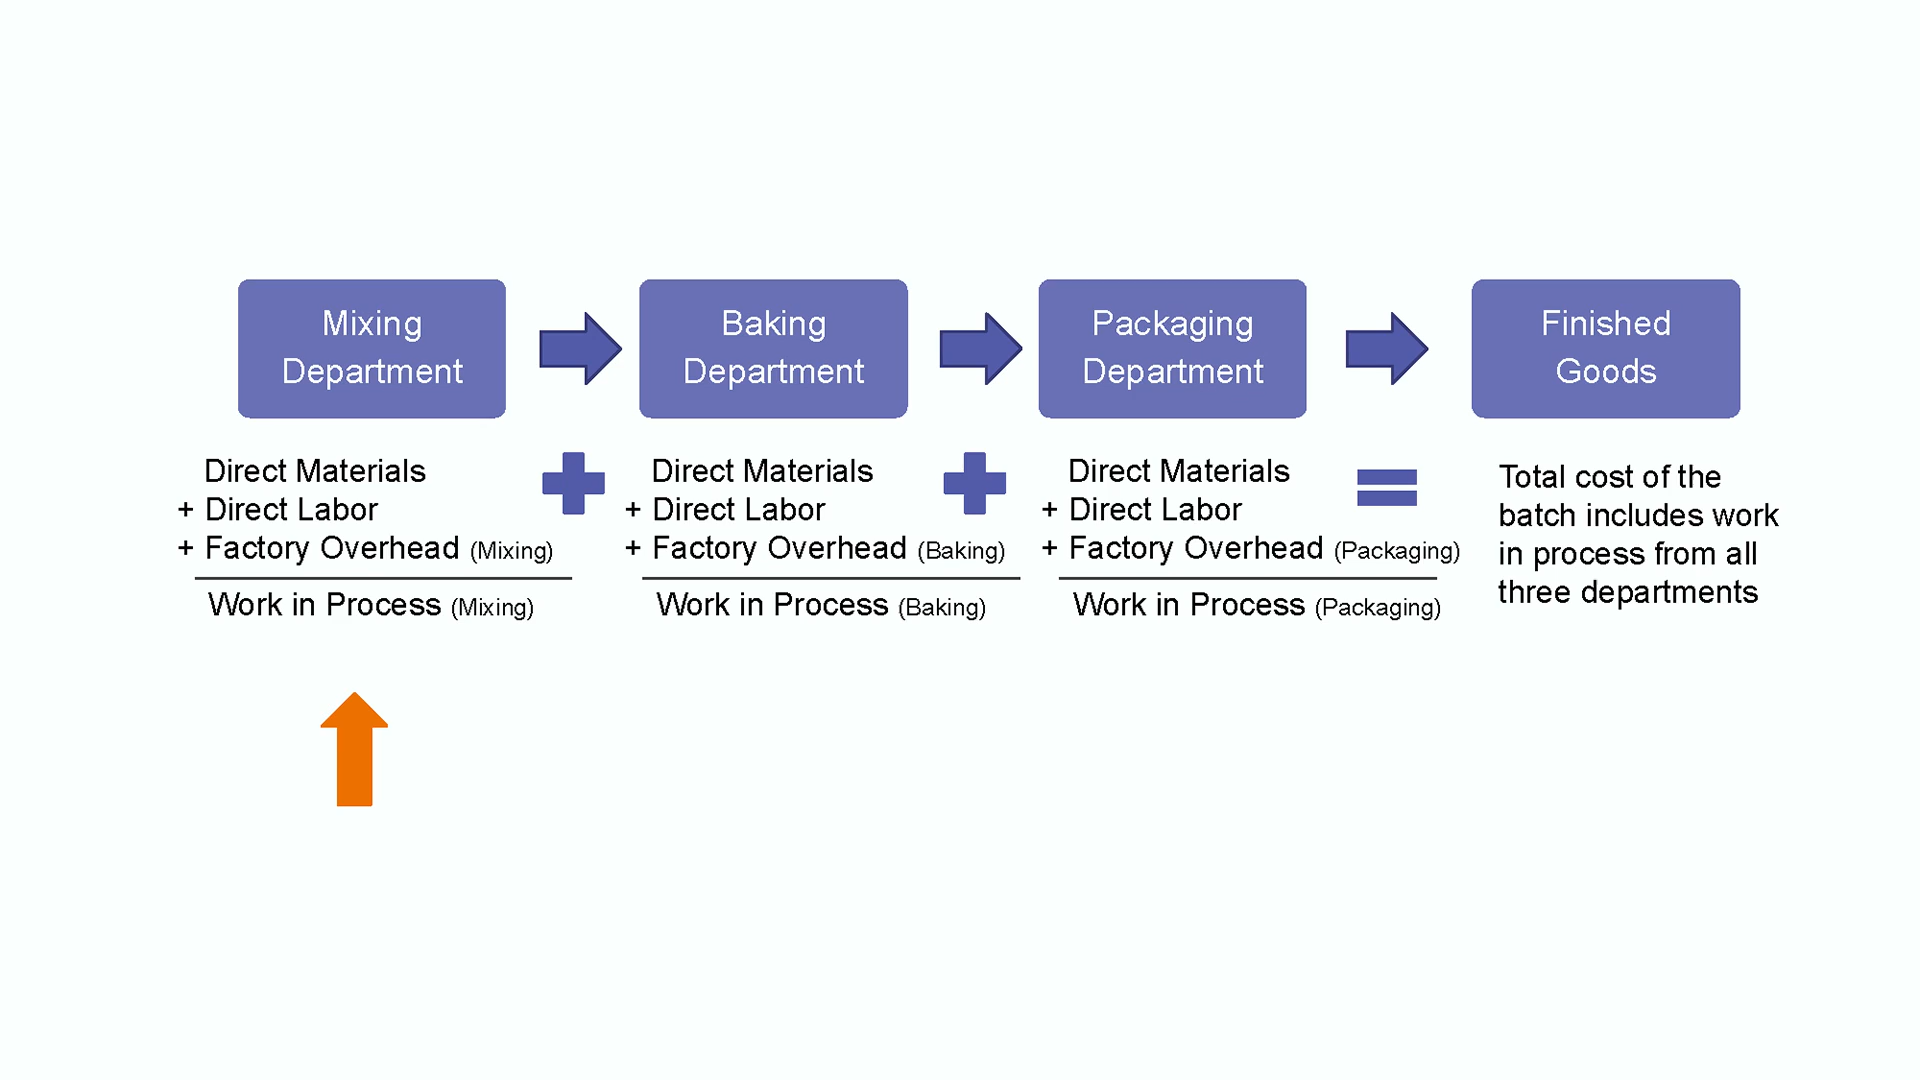 Mixing
Department
Baking
Department
Packaging
Department
Finished
Goods
Direct Materials
+ Direct Labor
+ Factory Overhead (Mixing)
Work in Process (Mixing)
Direct Materials
+ Direct Labor
+ Factory Overhead (Baking)
Work in Process (Baking)
Direct Materials
+ Direct Labor
+ Factory Overhead (Packaging)
Work in Process (Packaging)
Total cost of the
batch includes work
in process from all
three departments